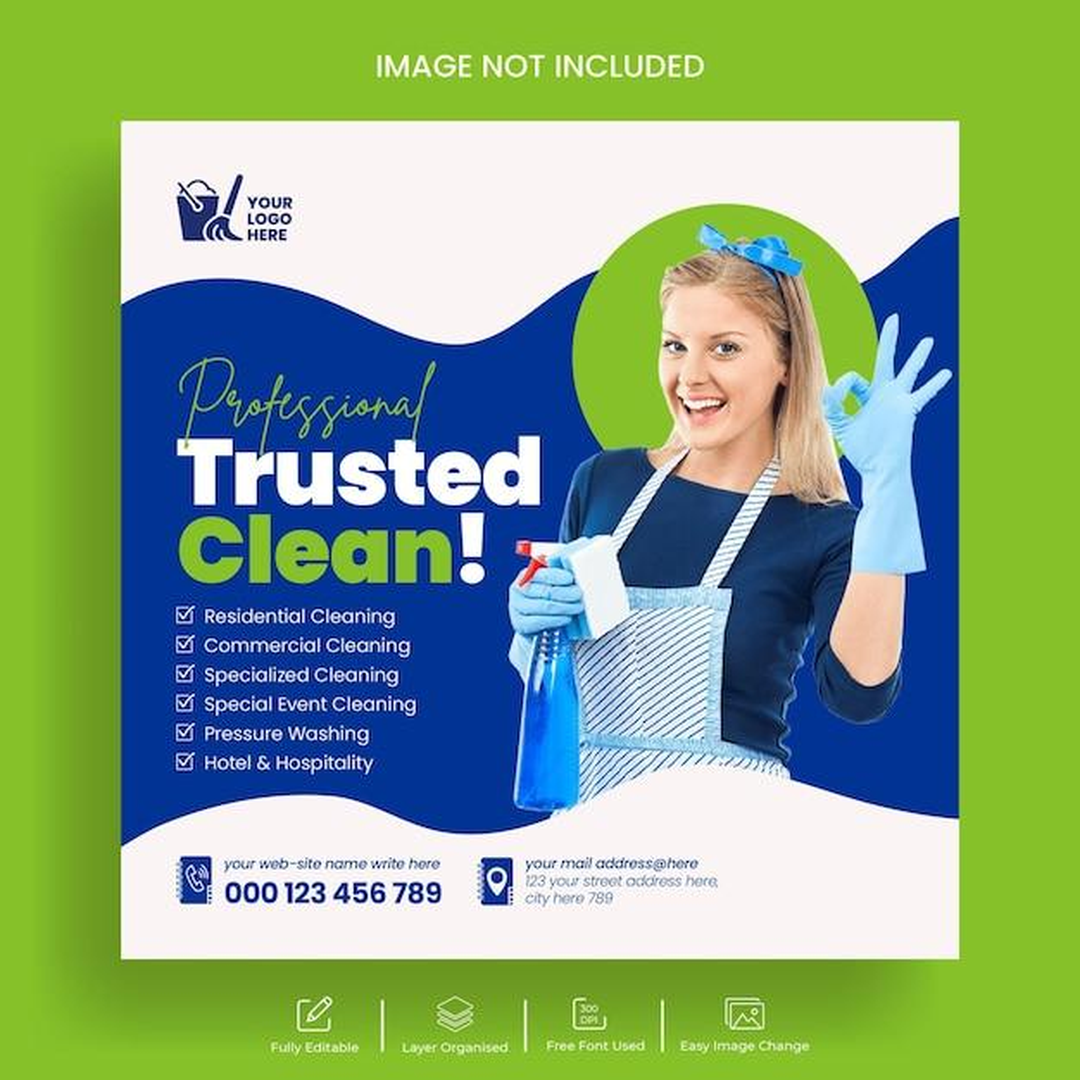 IMAGE NOT INCLUDED
YOUR
LOGO
HERE
Professional
Trusted
Clean!
Residential Cleaning
Commercial Cleaning
Specialized Cleaning
Special Event Cleaning
Pressure Washing
Hotel & Hospitality
your web-site name write here
000 123 456 789
your mail address@here
123 your street address here,
city here 789
300
DPI
Fully Editable
Layer Organised
Free Font Used
Easy Image Change